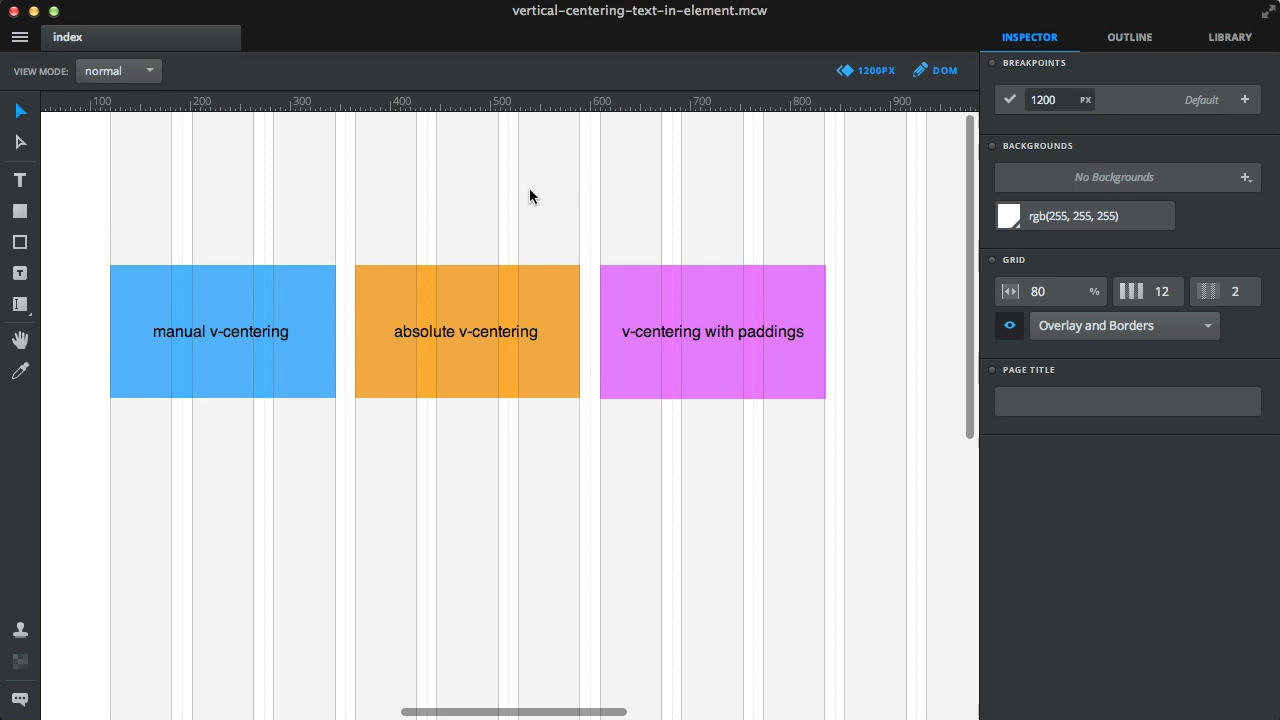 vertical-centering-text-in-element.mcw
index
INSPECTOR OUTLINE LIBRARY
VIEW MODE: normal
1200PX DOM
BREAKPOINTS
1200 PX Default +
100 200 300 400 500 600 700 800 900
BACKGROUNDS
No Backgrounds +
rgb(255, 255, 255)
GRID
80 % 12 2
Overlay and Borders
PAGE TITLE
manual v-centering
absolute v-centering
v-centering with paddings
T
T